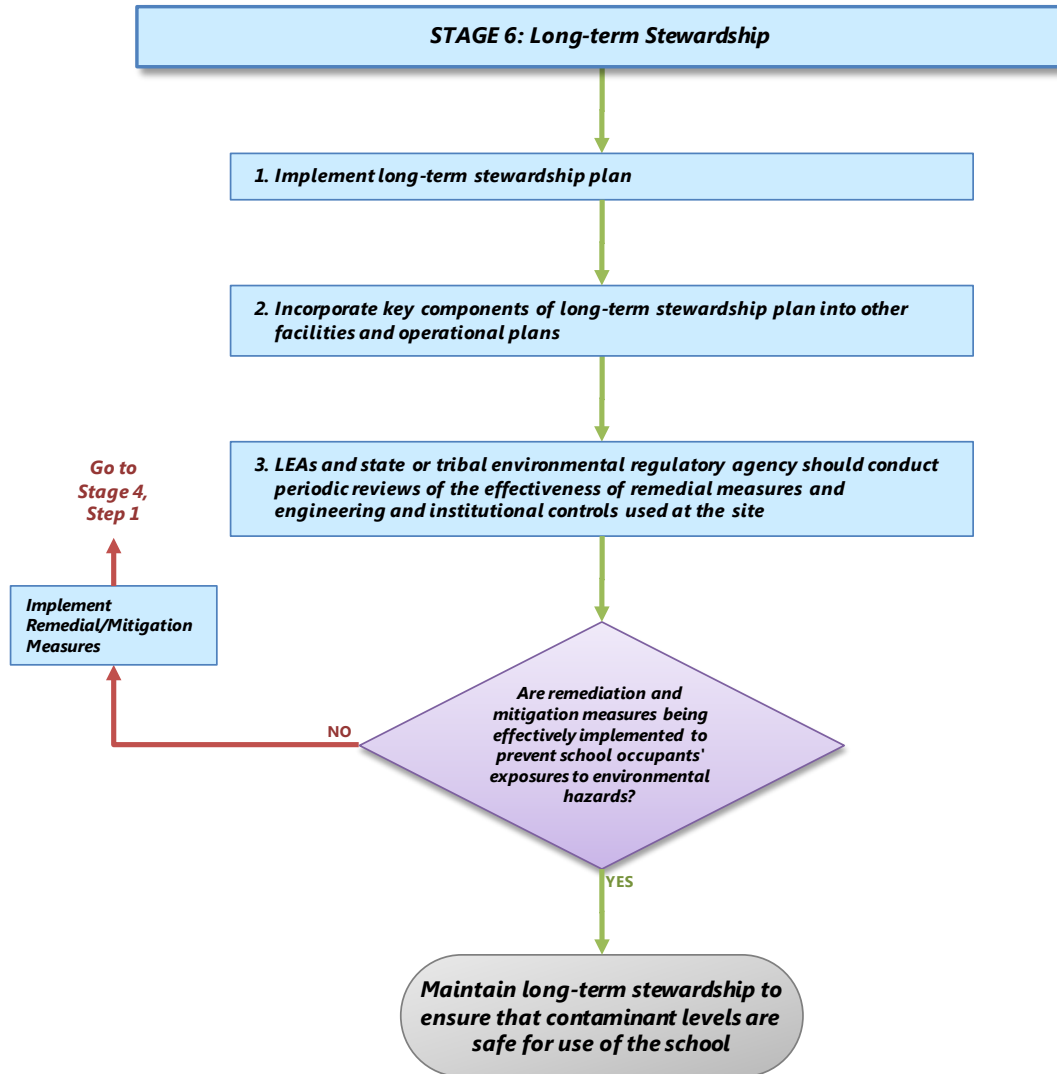 STAGE 6: Long-term Stewardship
1. Implement long-term stewardship plan
2. Incorporate key components of long-term stewardship plan into other
facilities and operational plans
3. LEAs and state or tribal environmental regulatory agency should conduct
periodic reviews of the effectiveness of remedial measures and
engineering and institutional controls used at the site
Go to
Stage 4,
Step 1
Implement
Remedial/Mitigation
Measures
NO
Are remediation and
mitigation measures being
effectively implemented to
prevent school occupants'
exposures to environmental
hazards?
YES
Maintain long-term stewardship to
ensure that contaminant levels are
safe for use of the school